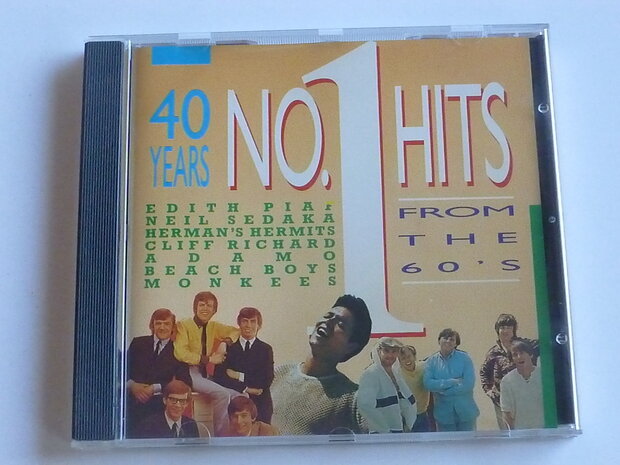 40 YEARS NO.1 HITS
FROM THE 60'S
EDITH PIAF
NEIL SEDAKA
HERMAN'S HERMITS
CLIFF RICHARD
ADAMO
BEACH BOYS
MONKEES